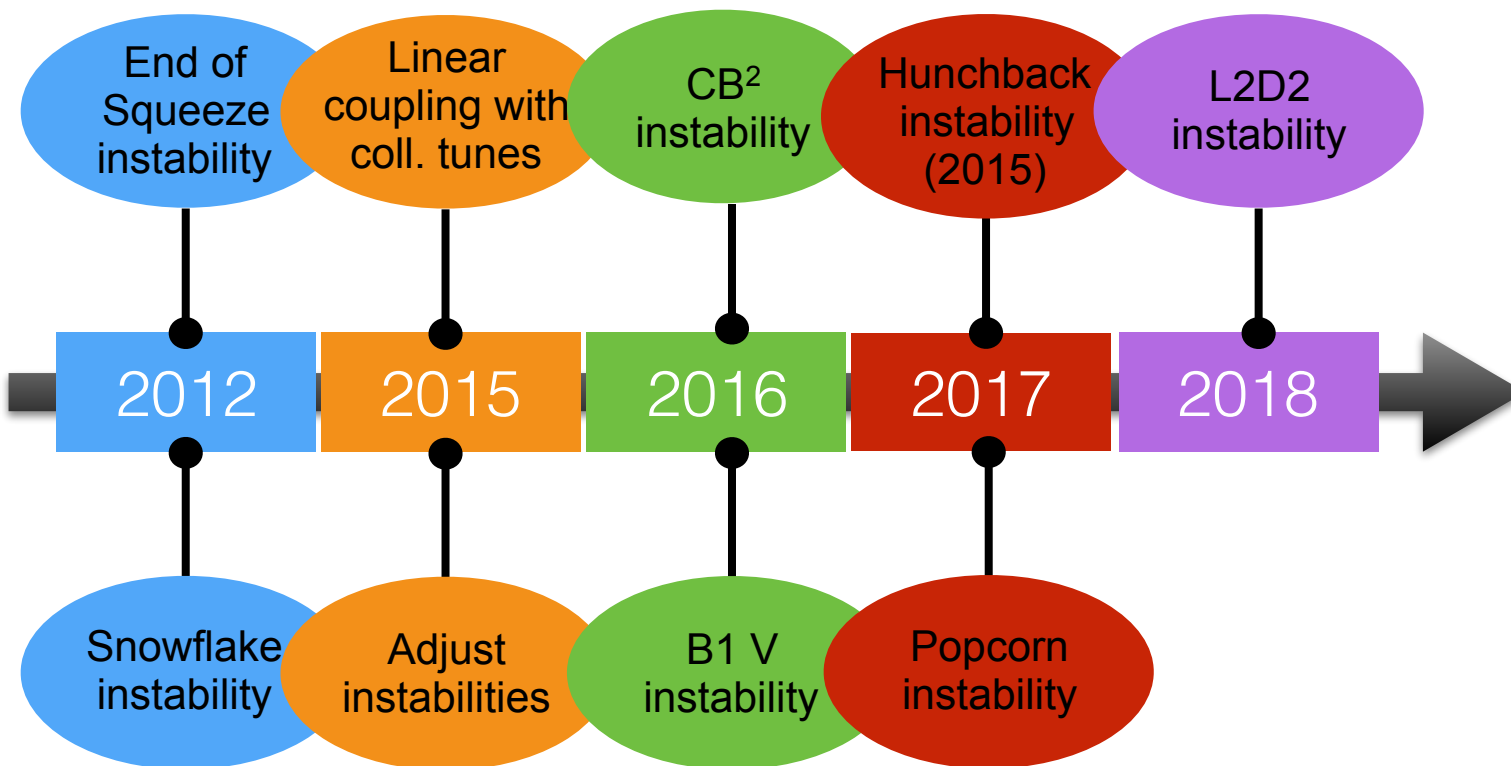 End of
Squeeze
instability
Linear
coupling with
coll. tunes
CB²
instability
Hunchback
instability
(2015)
L2D2
instability
2012
2015
2016
2017
2018
Snowflake
instability
Adjust
instabilities
B1 V
instability
Popcorn
instability